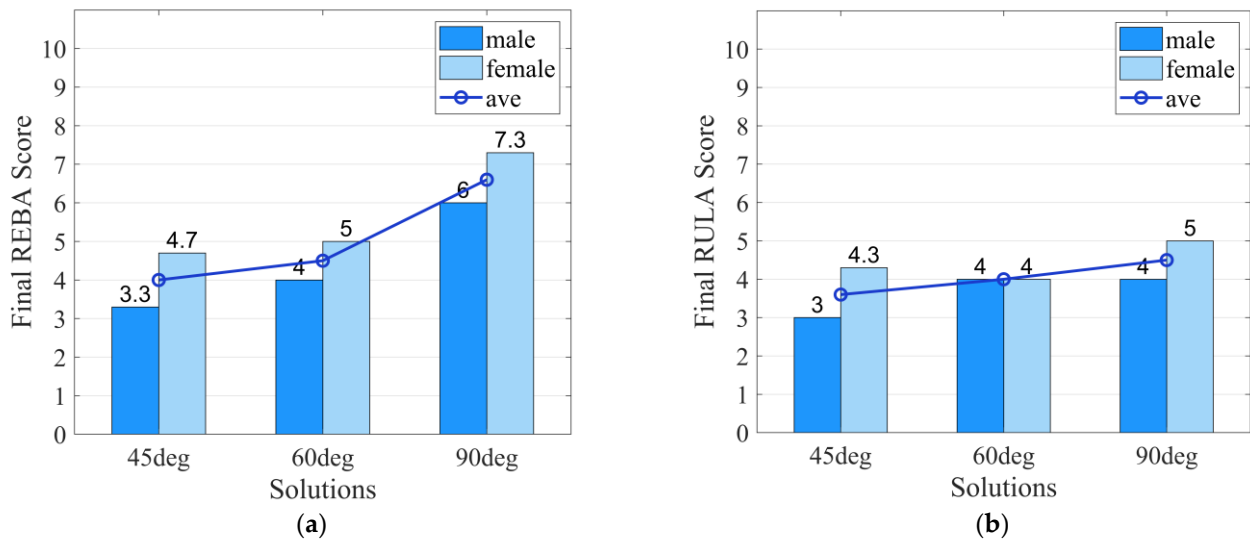 Final REBA Score
10
9
8
7
6
5
4
3
2
1
0
male
female
ave
3.3
4.7
4
5
6
7.3
45deg
60deg
90deg
Solutions
(a)
Final RULA Score
10
9
8
7
6
5
4
3
2
1
0
male
female
ave
3
4.3
4
4
4
5
45deg
60deg
90deg
Solutions
(b)